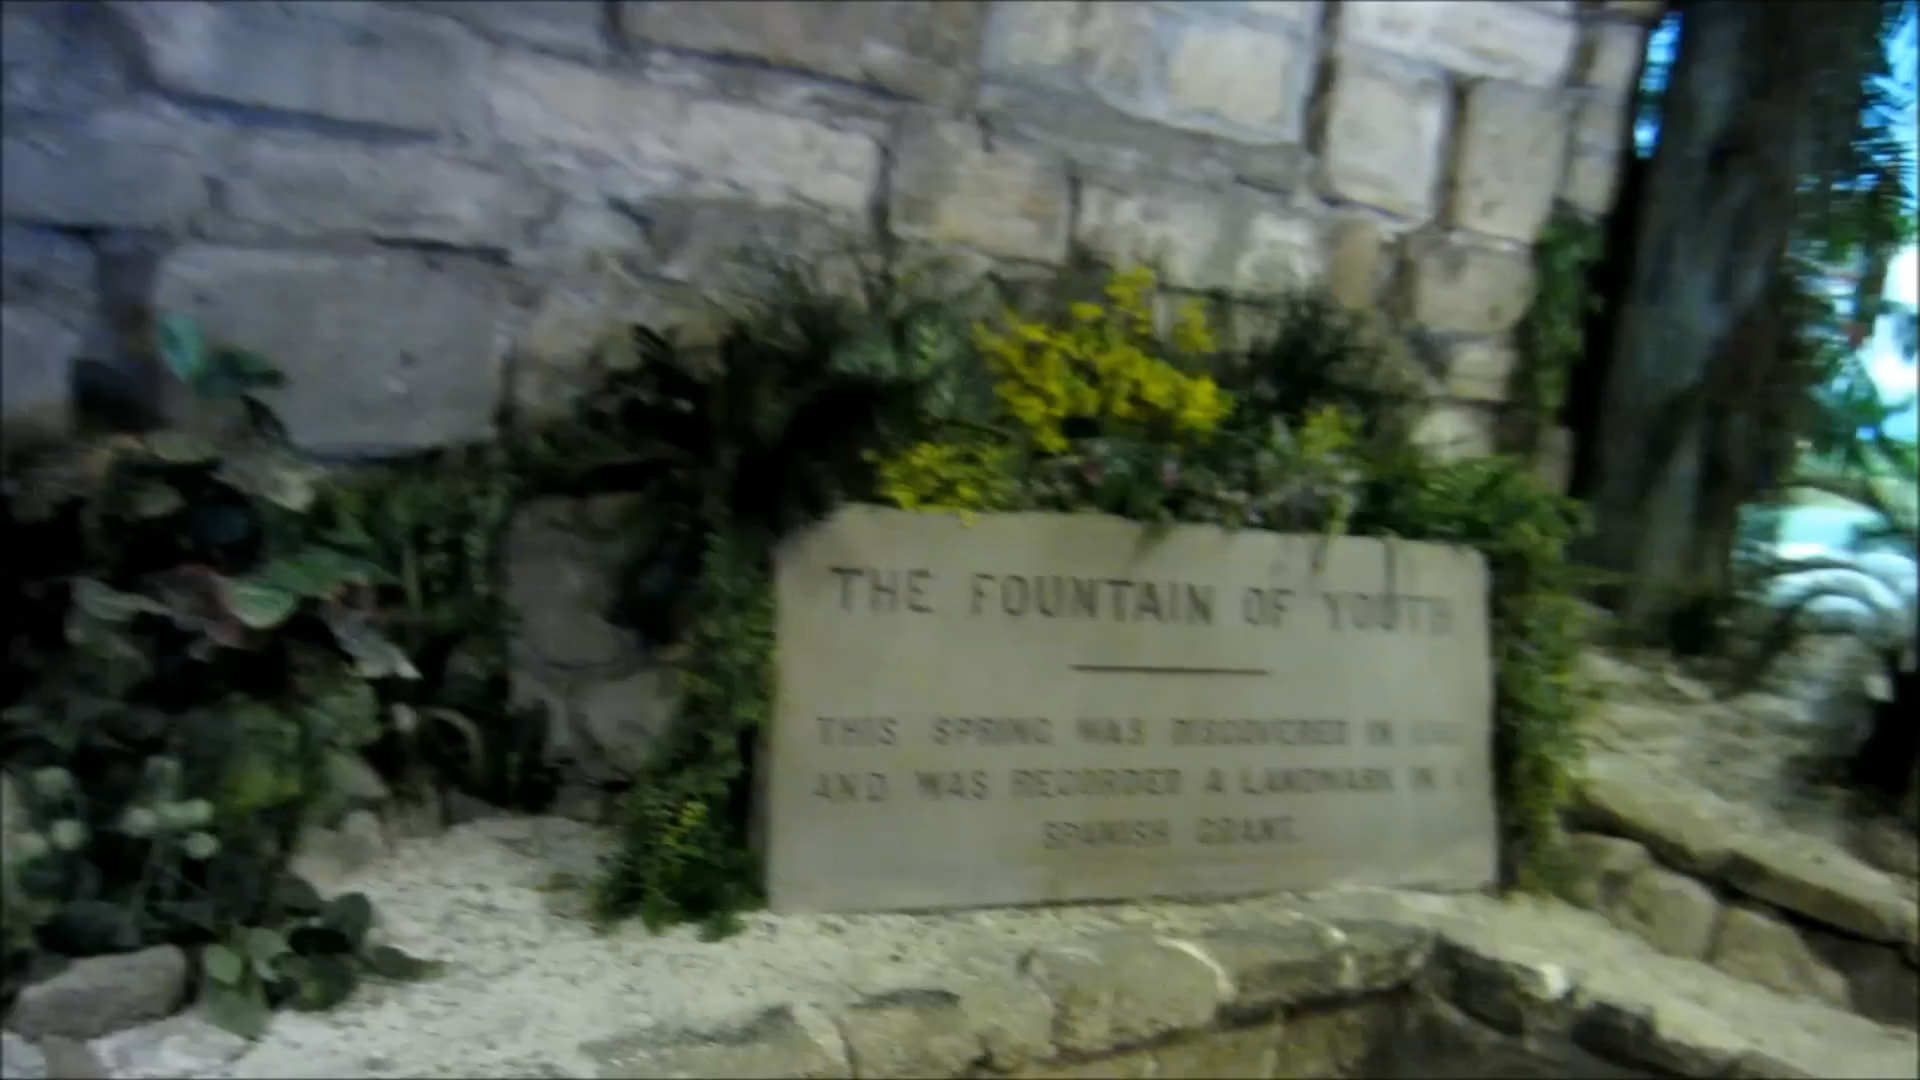 THE FOUNTAIN OF YOUTH
THIS SPRING WAS DISCOVERED IN
AND WAS RECORDED A LANDMARK IN
SPANISH GRANT.